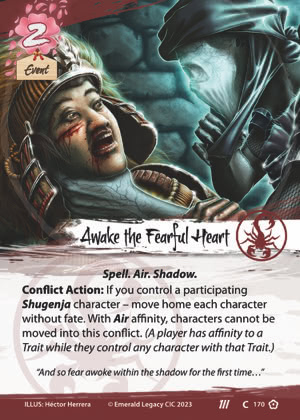 2
Event
Awake the Fearful Heart
Spell. Air. Shadow.
Conflict Action: If you control a participating
Shugenja character – move home each character
without fate. With Air affinity, characters cannot be
moved into this conflict. (A player has affinity to a
Trait while they control any character with that Trait.)
“And so fear awoke within the shadow for the first time…”
ILLUS: Héctor Herrera © Emerald Legacy CIC 2023 C 170